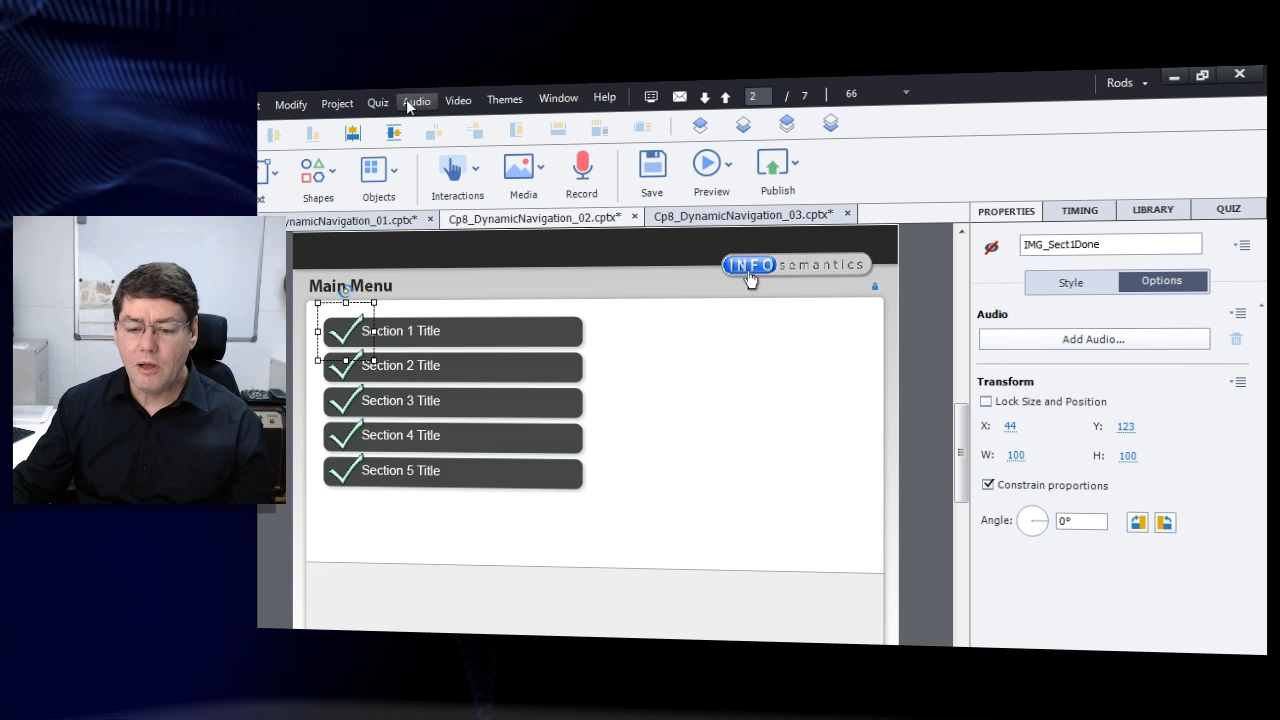 t Modify Project Quiz Audio Video Themes Window Help 2 / 7 66 Rods
xt Shapes Objects Interactions Media Record Save Preview Publish
ynamicNavigation_01.cptx* × Cp8_DynamicNavigation_02.cptx* × Cp8_DynamicNavigation_03.cptx* ×
PROPERTIES TIMING LIBRARY QUIZ
IMG_Sect1Done
Style Options
INFOsemantics
Main Menu
Section 1 Title
Section 2 Title
Section 3 Title
Section 4 Title
Section 5 Title
Audio
Add Audio...
Transform
Lock Size and Position
X: 44 Y: 123
W: 100 H: 100
Constrain proportions
Angle: 0°